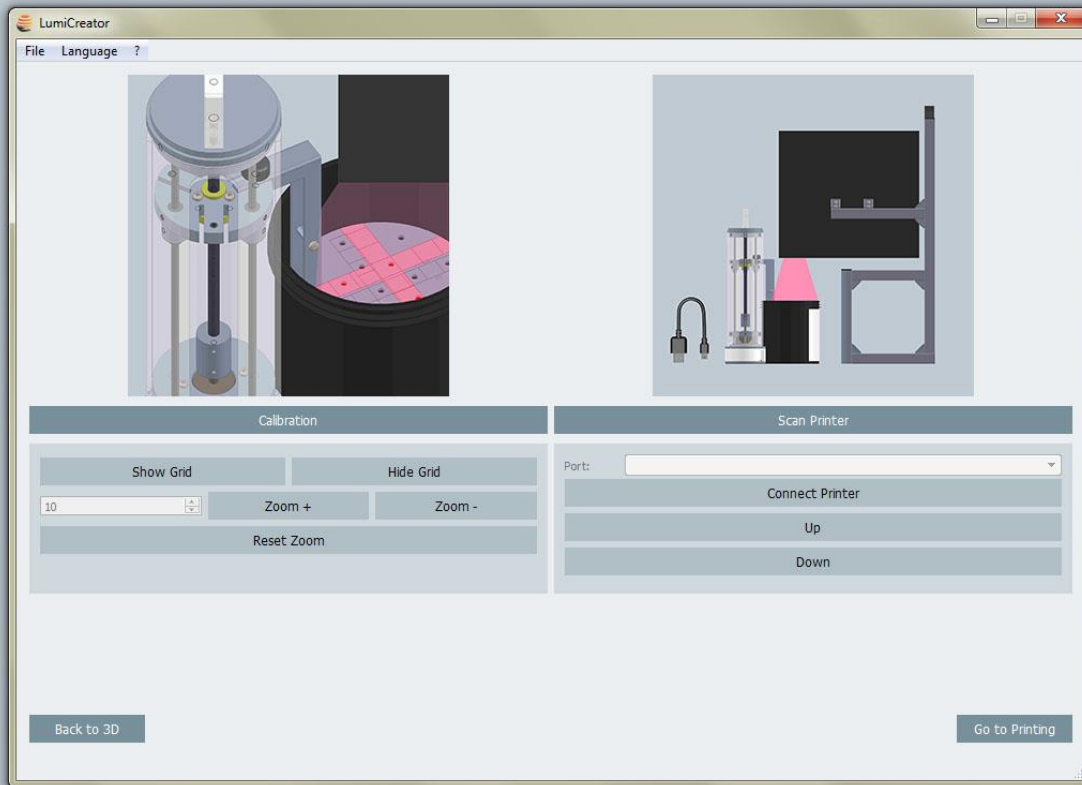 LumiCreator
File Language ?
Calibration
Scan Printer
Show Grid Hide Grid
10 Zoom + Zoom -
Reset Zoom
Port:
Connect Printer
Up
Down
Back to 3D
Go to Printing